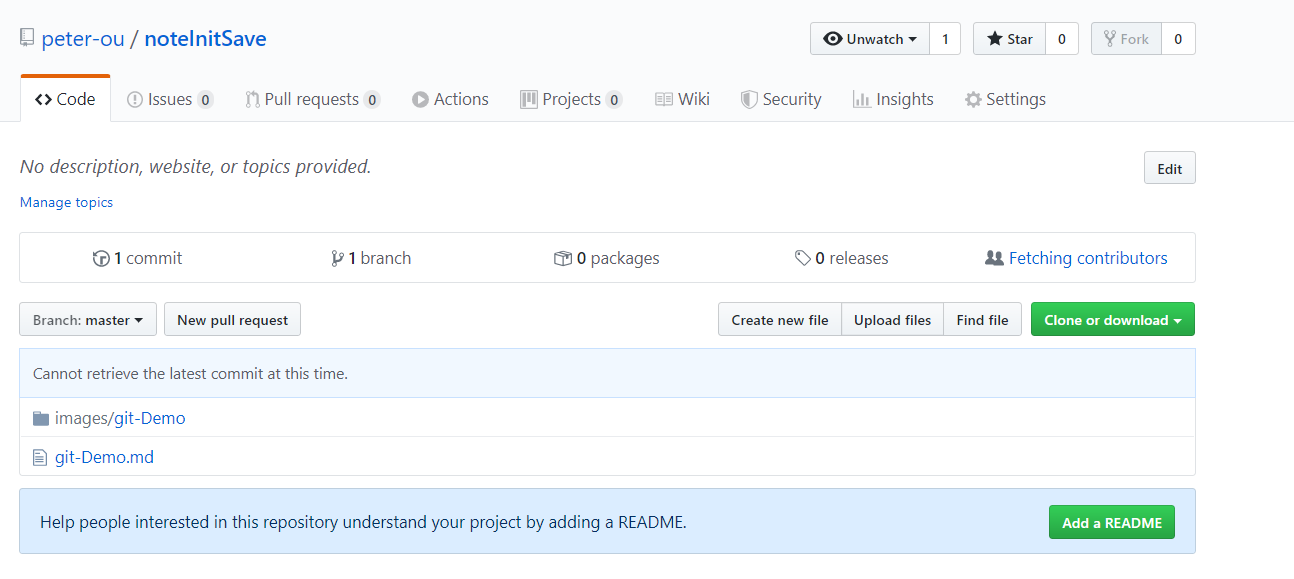 peter-ou / noteInitSave Unwatch 1 Star 0 Fork 0
Code Issues 0 Pull requests 0 Actions Projects 0 Wiki Security Insights Settings
No description, website, or topics provided. Edit
Manage topics
1 commit 1 branch 0 packages 0 releases Fetching contributors
Branch: master New pull request Create new file Upload files Find file Clone or download
Cannot retrieve the latest commit at this time.
images/git-Demo
git-Demo.md
Help people interested in this repository understand your project by adding a README. Add a README